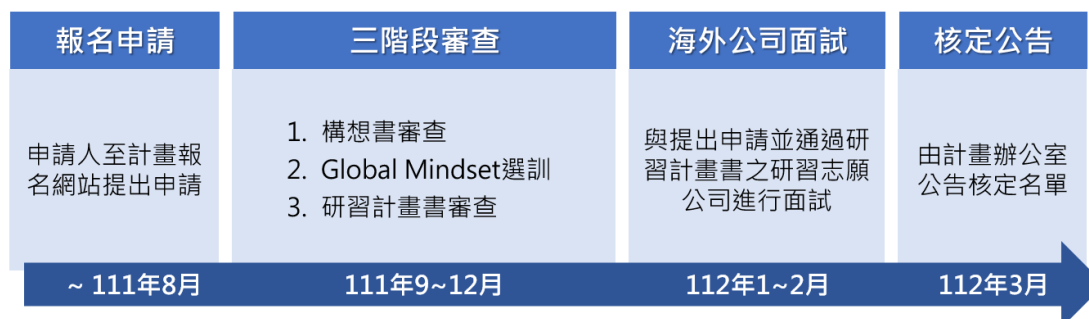 報名申請
三階段審查
海外公司面試
核定公告
申請人至計畫報
名網站提出申請
1. 構想書審查
2. Global Mindset選訓
3. 研習計畫書審查
與提出申請並通過研
習計畫書之研習志願
公司進行面試
由計畫辦公室
公告核定名單
~ 111年8月
111年9~12月
112年1~2月
112年3月